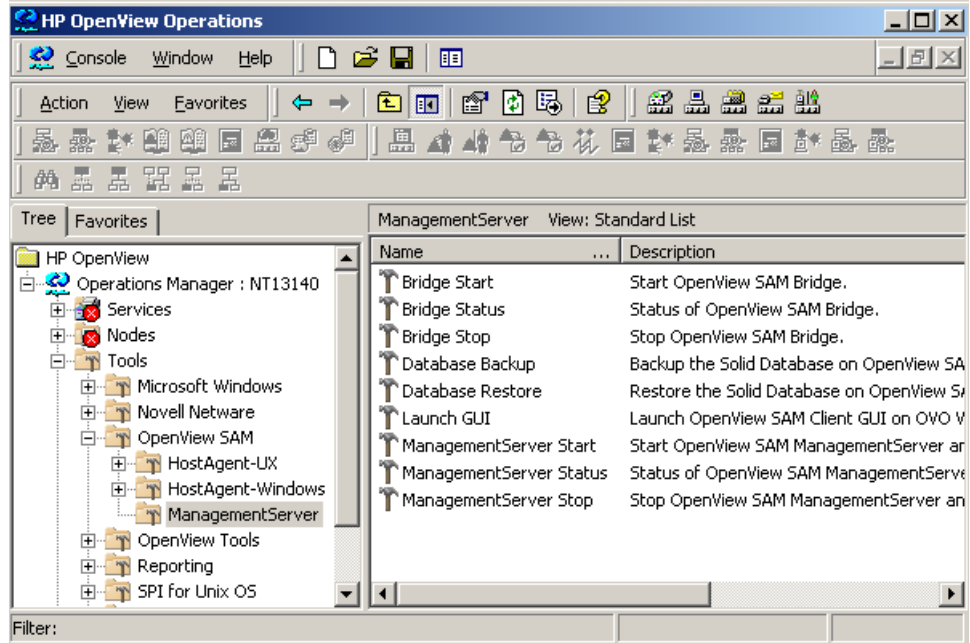 HP OpenView Operations
Console Window Help
Action View Favorites
Tree Favorites
ManagementServer View: Standard List
HP OpenView
Operations Manager : NT13140
Services
Nodes
Tools
Microsoft Windows
Novell Netware
OpenView SAM
HostAgent-UX
HostAgent-Windows
ManagementServer
OpenView Tools
Reporting
SPI for Unix OS
Name ... Description
Bridge Start Start OpenView SAM Bridge.
Bridge Status Status of OpenView SAM Bridge.
Bridge Stop Stop OpenView SAM Bridge.
Database Backup Backup the Solid Database on OpenView SA
Database Restore Restore the Solid Database on OpenView SA
Launch GUI Launch OpenView SAM Client GUI on OVO
ManagementServer Start Start OpenView SAM ManagementServer an
ManagementServer Status Status of OpenView SAM ManagementServe
ManagementServer Stop Stop OpenView SAM ManagementServer an
Filter: